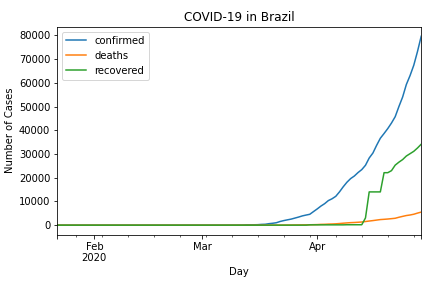 COVID-19 in Brazil
confirmed
deaths
recovered
80000
70000
60000
50000
40000
30000
20000
10000
0
Number of Cases
Feb
2020
Mar
Apr
Day